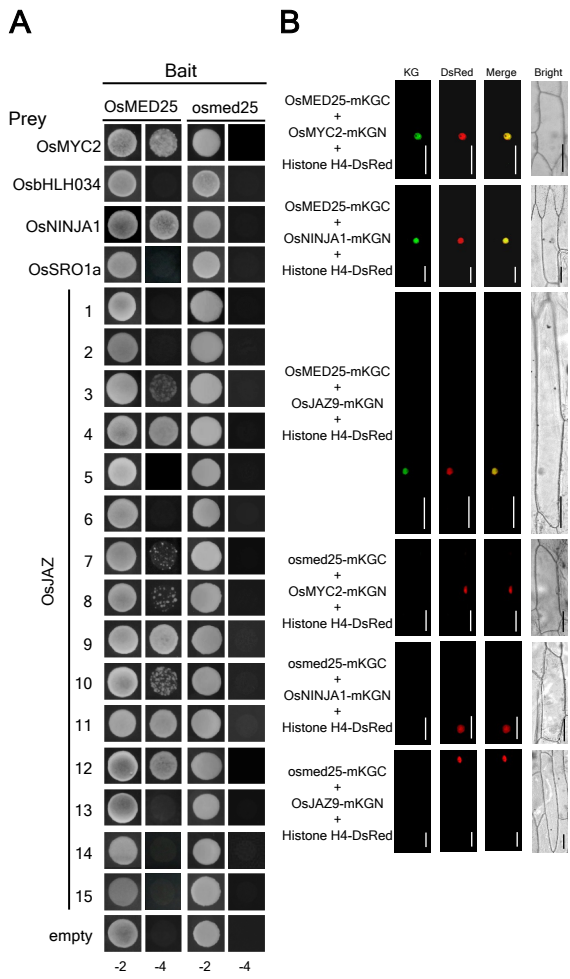 A
Bait
OsMED25 osmed25
Prey
OsMYC2
OsbHLH034
OsNINJA1
OsSRO1a
OsJAZ
1
2
3
4
5
6
7
8
9
10
11
12
13
14
15
empty
-2 -4 -2 -4
B
KG DsRed Merge Bright
OsMED25-mKGC
+
OsMYC2-mKGN
+
Histone H4-DsRed
OsMED25-mKGC
+
OsNINJA1-mKGN
+
Histone H4-DsRed
OsMED25-mKGC
+
OsJAZ9-mKGN
+
Histone H4-DsRed
osmed25-mKGC
+
OsMYC2-mKGN
+
Histone H4-DsRed
osmed25-mKGC
+
OsNINJA1-mKGN
+
Histone H4-DsRed
osmed25-mKGC
+
OsJAZ9-mKGN
+
Histone H4-DsRed